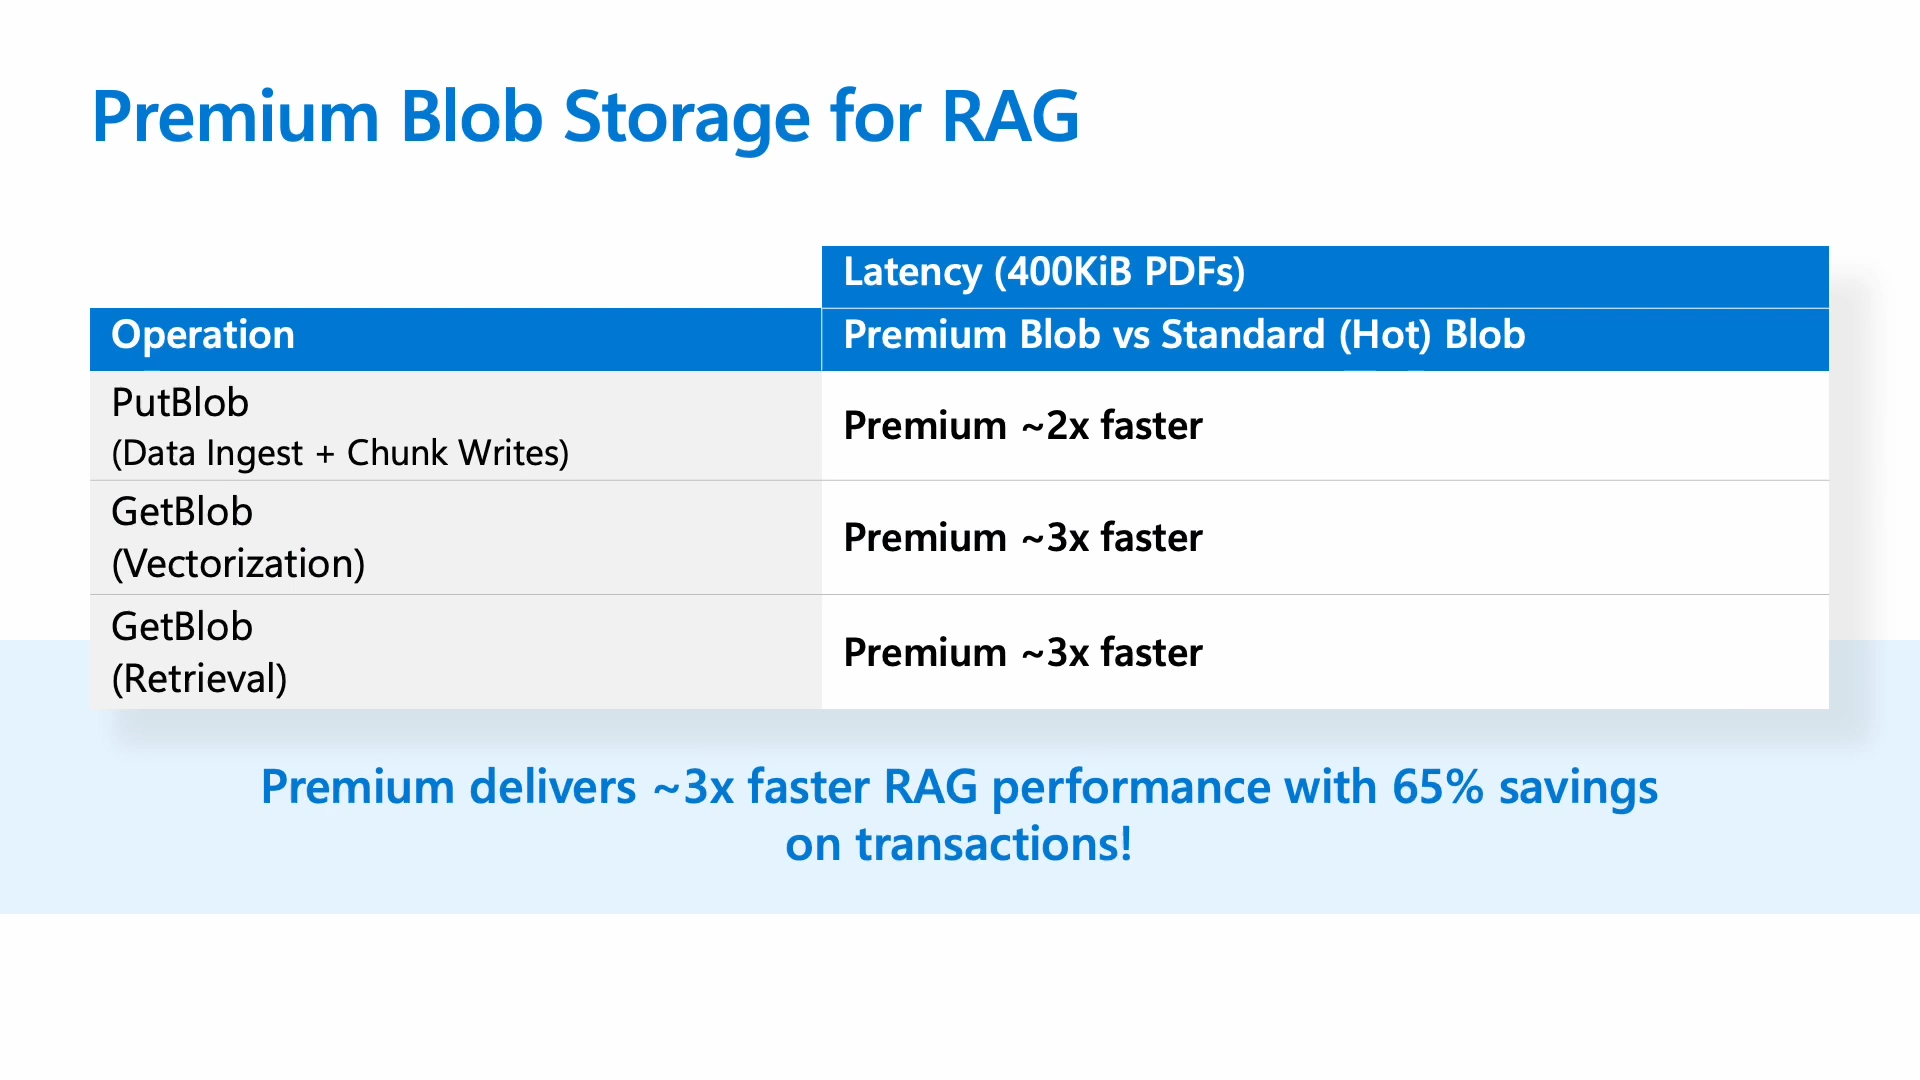 Premium Blob Storage for RAG
Latency (400KiB PDFs)
Operation
Premium Blob vs Standard (Hot) Blob
PutBlob
(Data Ingest + Chunk Writes)
Premium ~2x faster
GetBlob
(Vectorization)
Premium ~3x faster
GetBlob
(Retrieval)
Premium ~3x faster
Premium delivers ~3x faster RAG performance with 65% savings
on transactions!